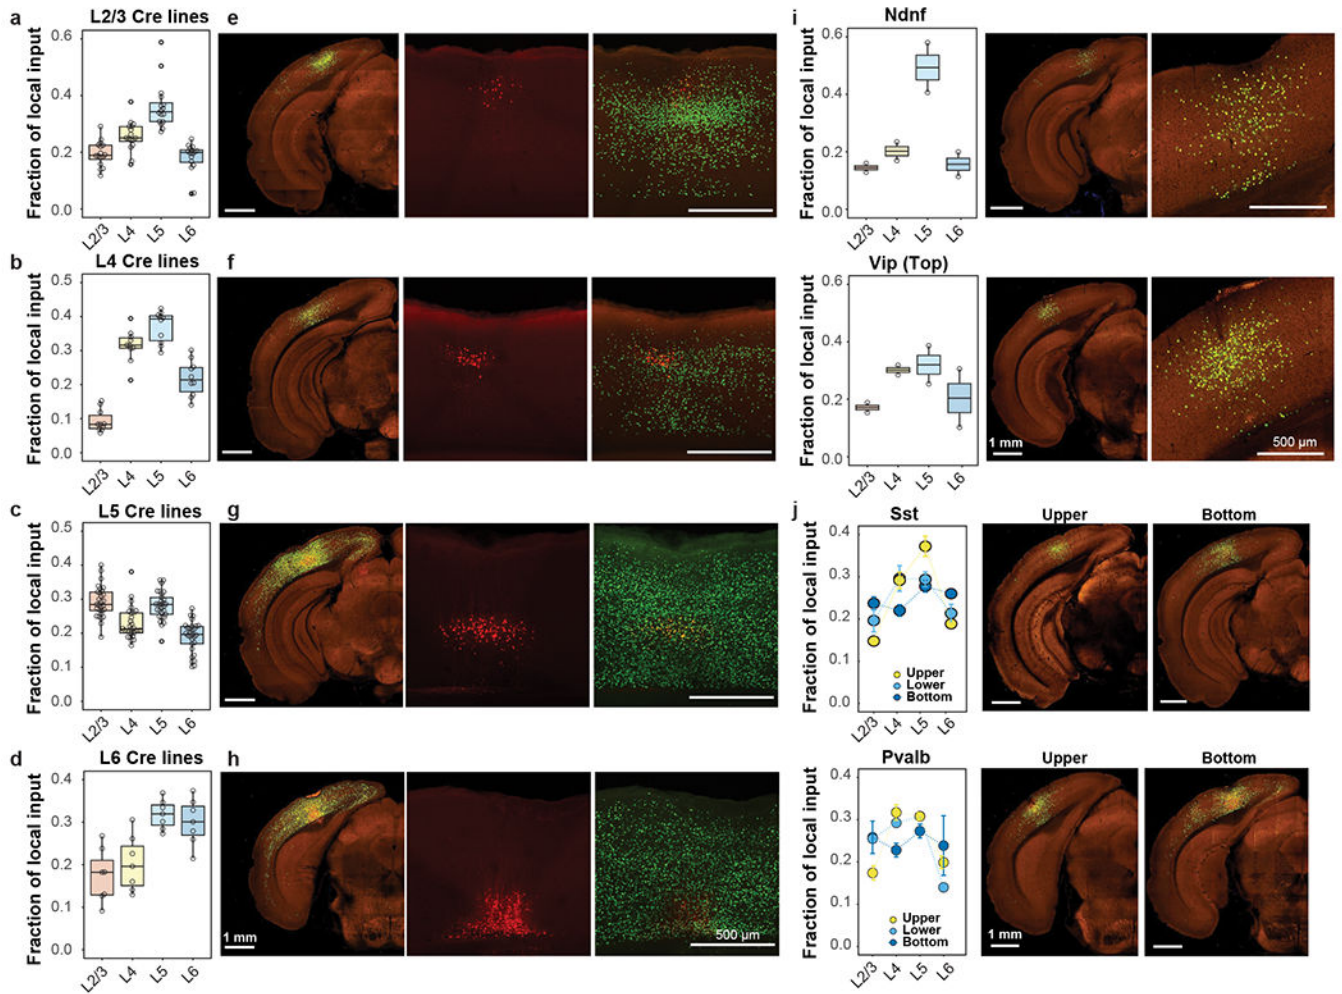 a
L2/3 Cre lines
Fraction of local input
0.6
0.4
0.2
0.0
L2/3
L4
L5
L6
e
b
L4 Cre lines
Fraction of local input
0.5
0.4
0.3
0.2
0.1
0.0
L2/3
L4
L5
L6
f
c
L5 Cre lines
Fraction of local input
0.5
0.4
0.3
0.2
0.1
0.0
L2/3
L4
L5
L6
g
d
L6 Cre lines
Fraction of local input
0.4
0.3
0.2
0.1
0.0
L2/3
L4
L5
L6
h
1 mm
500 µm
i
Ndnf
Fraction of local input
0.6
0.4
0.2
0.0
L2/3
L4
L5
L6
Vip (Top)
Fraction of local input
0.6
0.4
0.2
0.0
L2/3
L4
L5
L6
1 mm
500 µm
j
Sst
Fraction of local input
0.4
0.3
0.2
0.1
0.0
Upper
Lower
Bottom
L2/3
L4
L5
L6
Upper
Bottom
Pvalb
Fraction of local input
0.4
0.3
0.2
0.1
0.0
Upper
Lower
Bottom
L2/3
L4
L5
L6
Upper
1 mm
Bottom